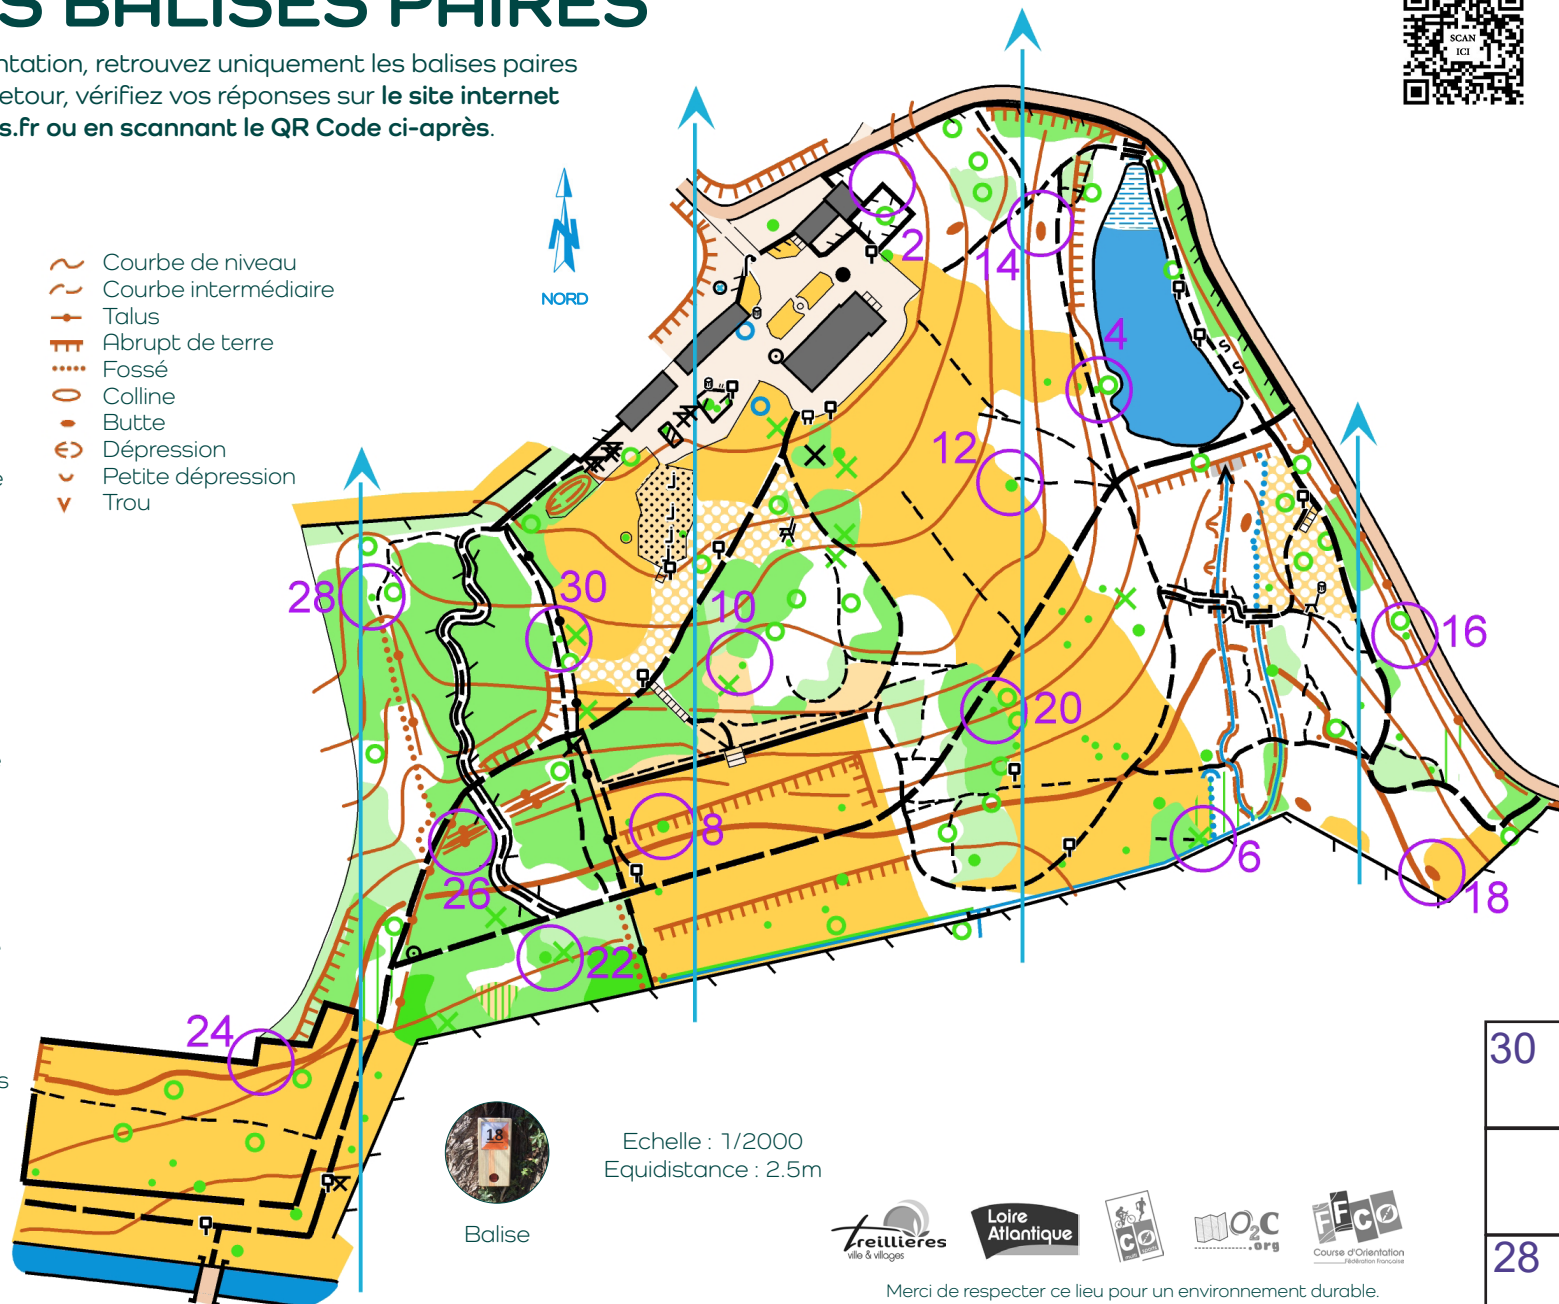 S BALISES PAIRES
ntation, retrouvez uniquement les balises paires
etour, vérifiez vos réponses sur le site internet
s.fr ou en scannant le QR Code ci-après.
SCAN
ICI
N
NORD
Courbe de niveau
Courbe intermédiaire
Talus
Abrupt de terre
Fossé
Colline
Butte
Dépression
Petite dépression
Trou
2
14
4
12
28
30
10
16
20
8
6
26
18
22
24
30
28
18
Balise
Echelle : 1/2000
Equidistance : 2.5m
Treillières
ville & villages
Loire
Atlantique
CO
O2C
.org
FFCO
Course d'Orientation
Fédération Française
Merci de respecter ce lieu pour un environnement durable.